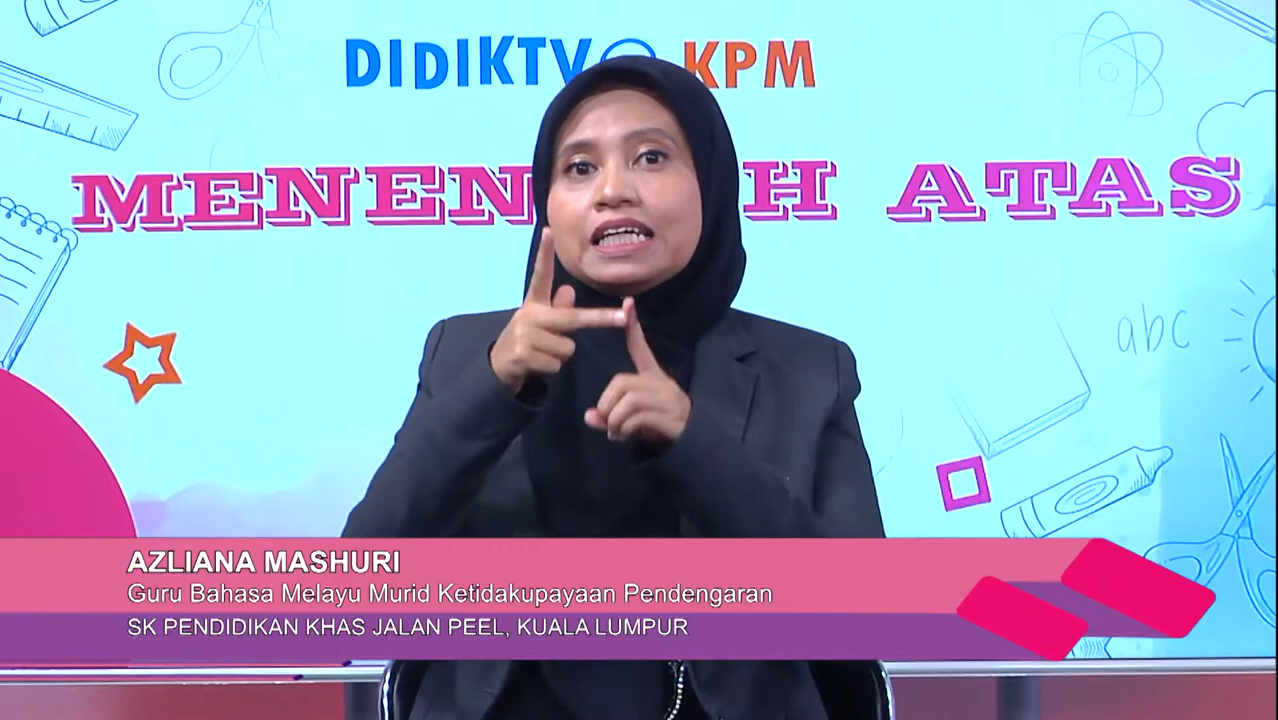 DIDIKTV KPM
MENEN H ATAS
abc
AZLIANA MASHURI
Guru Bahasa Melayu Murid Ketidakupayaan Pendengaran
SK PENDIDIKAN KHAS JALAN PEEL, KUALA LUMPUR